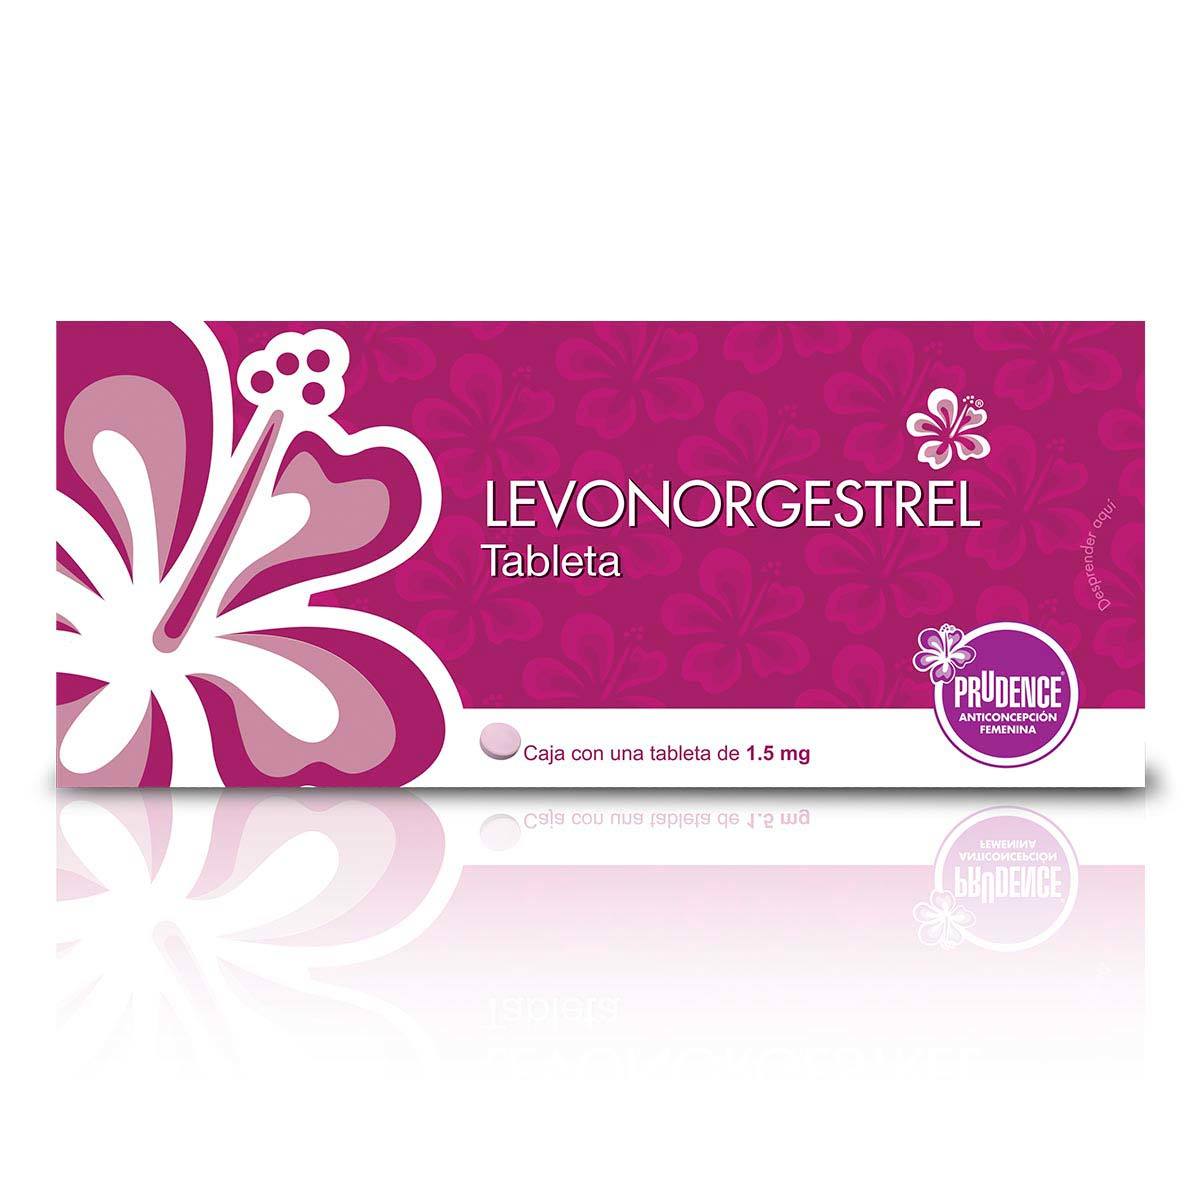 LEVONORGESTREL
Tableta
Desprender aquí
PRUDENCE®
ANTICONCEPCIÓN
FEMENINA
Caja con una tableta de 1.5 mg